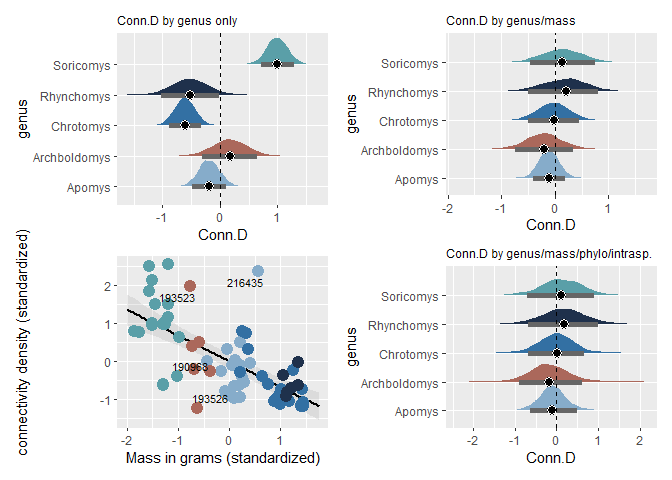 Conn.D by genus only
genus
Soricomys
Rhynchomys
Chrotomys
Archboldomys
Apomys
-1 0 1
Conn.D
Conn.D by genus/mass
genus
Soricomys
Rhynchomys
Chrotomys
Archboldomys
Apomys
-2 -1 0 1
Conn.D
connectivity density (standardized)
2
1
0
-1
216435
193523
190968
193526
-2 -1 0 1
Mass in grams (standardized)
Conn.D by genus/mass/phylo/intrasp.
genus
Soricomys
Rhynchomys
Chrotomys
Archboldomys
Apomys
-2 -1 0 1 2
Conn.D